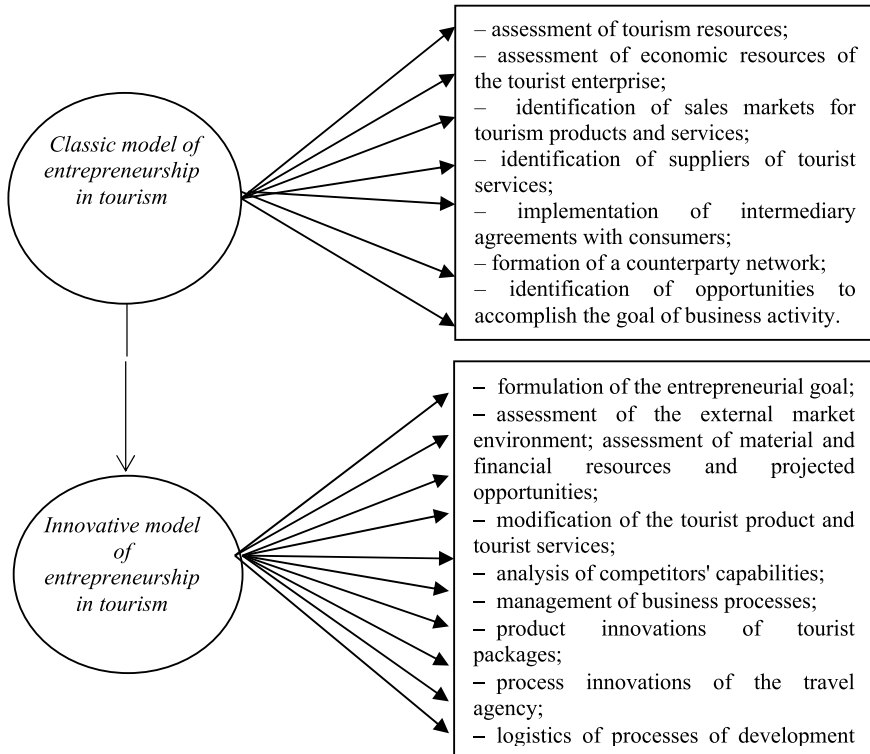 Classic model of
entrepreneurship
in tourism
– assessment of tourism resources;
– assessment of economic resources of
the tourist enterprise;
– identification of sales markets for
tourism products and services;
– identification of suppliers of tourist
services;
– implementation of intermediary
agreements with consumers;
– formation of a counterparty network;
– identification of opportunities to
accomplish the goal of business activity.
Innovative model
of
entrepreneurship
in tourism
– formulation of the entrepreneurial goal;
– assessment of the external market
environment; assessment of material and
financial resources and projected
opportunities;
– modification of the tourist product and
tourist services;
– analysis of competitors' capabilities;
– management of business processes;
– product innovations of tourist
packages;
– process innovations of the travel
agency;
– logistics of processes of development